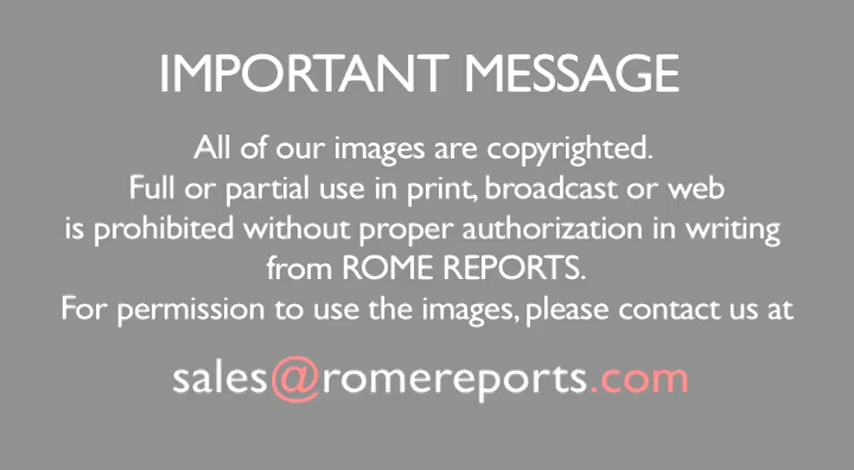 IMPORTANT MESSAGE
All of our images are copyrighted.
Full or partial use in print, broadcast or web
is prohibited without proper authorization in writing
from ROME REPORTS.
For permission to use the images, please contact us at
sales@romereports.com